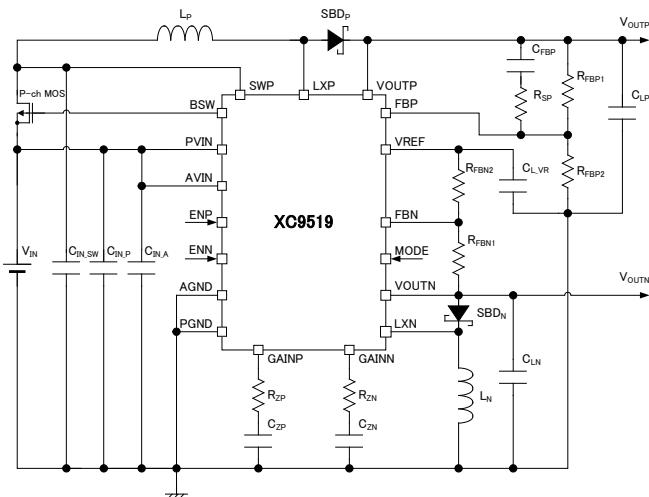 LP
SBDP
VOUTP
CFBP
RFBP1
RSP
CLP
SWP
LXP
VOUTP
P-ch MOS
BSW
FBP
PVIN
VREF
RFBN2
CL_VR
RFBP2
AVIN
XC9519
ENP
FBN
RFBN1
ENN
MODE
VIN
CIN_SW
CIN_P
CIN_A
AGND
VOUTN
VOUTN
SBDN
PGND
LXN
GAINP
GAINN
CLN
LN
RZP
RZN
CZP
CZN